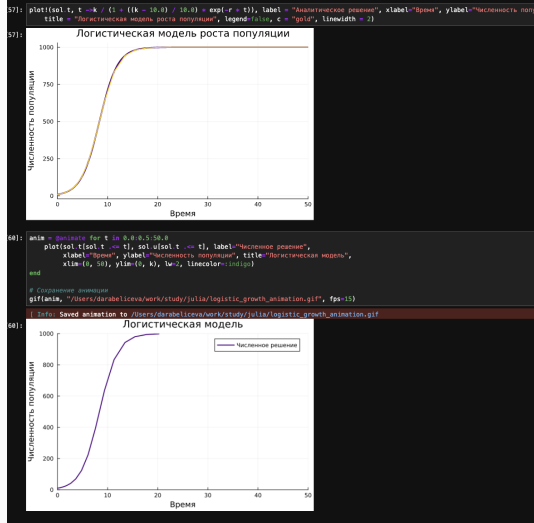 57]: plot!(sol.t, t ->k / (1 + ((k - 10.0) / 10.0) * exp(-r * t)), label = "Аналитическое решение", xlabel="Время", ylabel="Численность
title = "Логистическая модель роста популяции", legend=false, c = "gold", linewidth = 2)
57]:
Логистическая модель роста популяции
Численность популяции
1000
750
500
250
0
0 10 20 30 40 50
Время
60]: anim = @animate for t in 0.0:0.5:50.0
plot(sol.t[sol.t .<= t], sol.u[sol.t .<= t], label="Численное решение",
xlabel="Время", ylabel="Численность популяции", title="Логистическая модель",
xlim=(0, 50), ylim=(0, k), lw=2, linecolor=:indigo)
end
# Сохранение анимации
gif(anim, "/Users/darabeliceva/work/study/julia/logistic_growth_animation.gif", fps=15)
[ Info: Saved animation to /Users/darabeliceva/work/study/julia/logistic_growth_animation.gif
60]:
Логистическая модель
Численное решение
Численность популяции
1000
800
600
400
200
0
0 10 20 30 40 50
Время